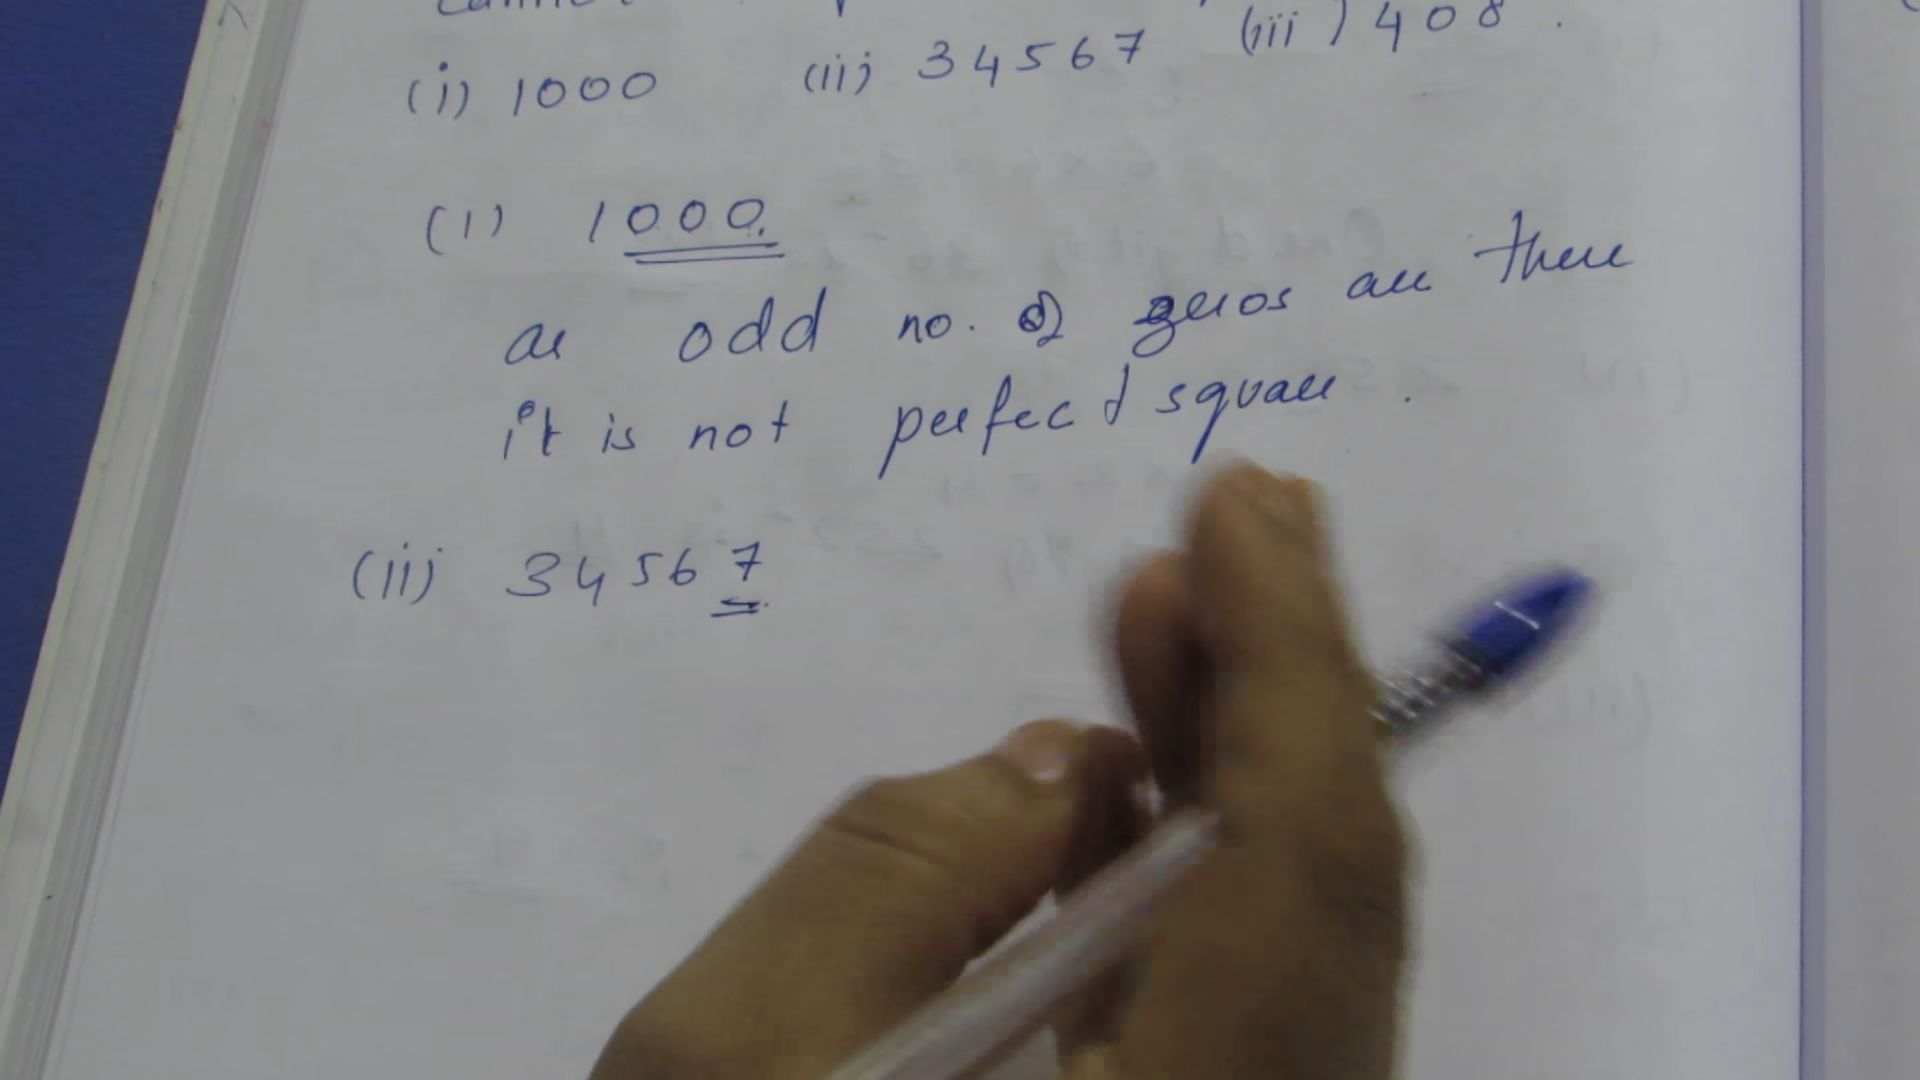 (i) 1000 (ii) 34567 (iii) 408.
(i) 1000.
as odd no. of zeros are there
it is not perfect square.
(ii) 34567